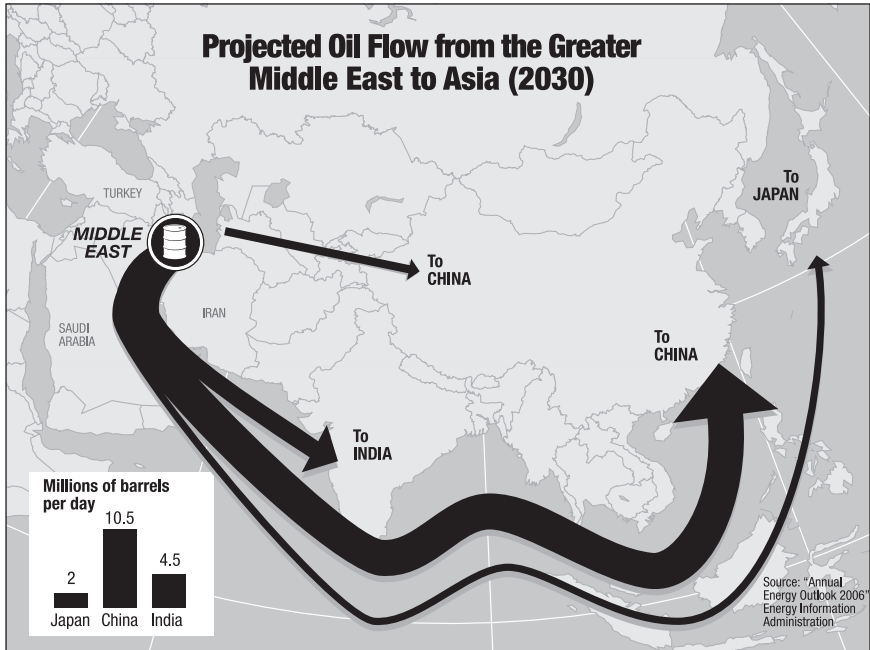 Projected Oil Flow from the Greater
Middle East to Asia (2030)
To
JAPAN
TURKEY
MIDDLE
EAST
To
CHINA
IRAN
SAUDI
ARABIA
To
CHINA
To
INDIA
Millions of barrels
per day
10.5
4.5
2
Japan China India
Source: "Annual
Energy Outlook 2006"
Energy Information
Administration